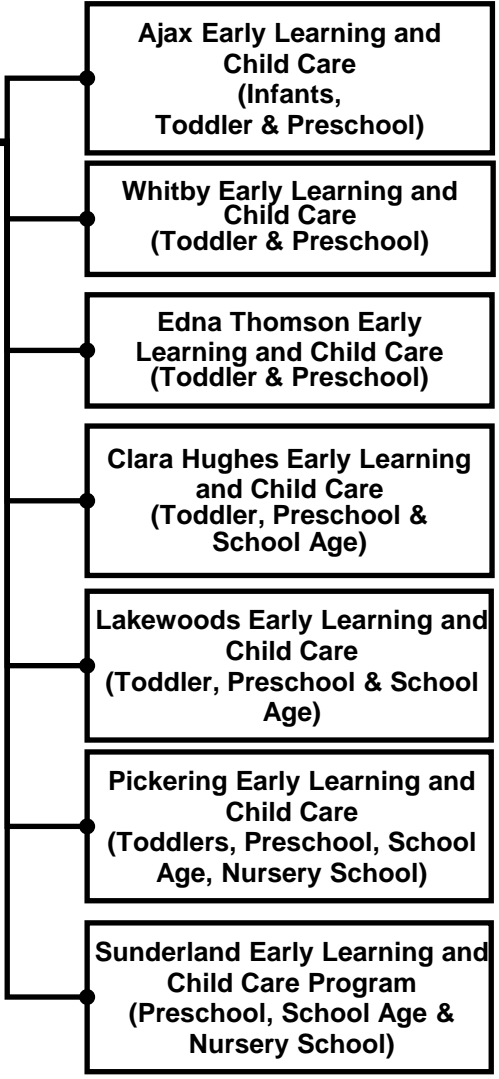 Ajax Early Learning and
Child Care
(Infants,
Toddler & Preschool)
Whitby Early Learning and
Child Care
(Toddler & Preschool)
Edna Thomson Early
Learning and Child Care
(Toddler & Preschool)
Clara Hughes Early Learning
and Child Care
(Toddler, Preschool &
School Age)
Lakewoods Early Learning and
Child Care
(Toddler, Preschool & School
Age)
Pickering Early Learning and
Child Care
(Toddlers, Preschool, School
Age, Nursery School)
Sunderland Early Learning and
Child Care Program
(Preschool, School Age &
Nursery School)